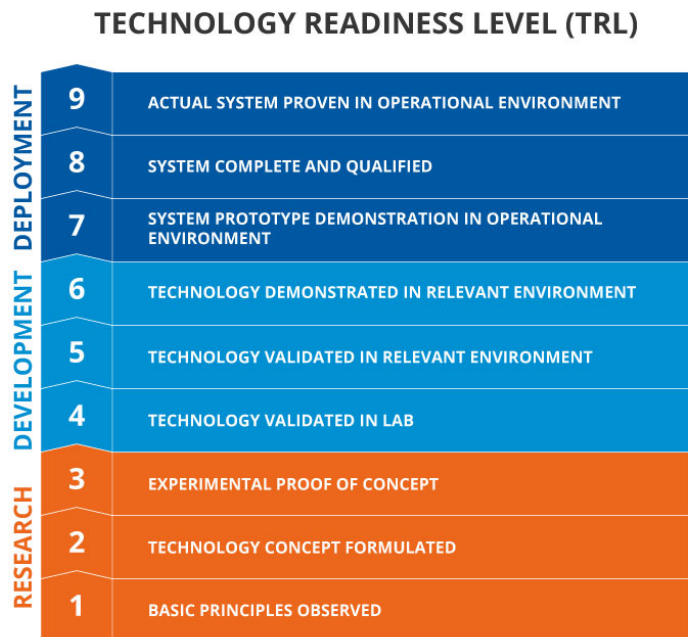 TECHNOLOGY READINESS LEVEL (TRL)
DEPLOYMENT
9 ACTUAL SYSTEM PROVEN IN OPERATIONAL ENVIRONMENT
8 SYSTEM COMPLETE AND QUALIFIED
7 SYSTEM PROTOTYPE DEMONSTRATION IN OPERATIONAL
ENVIRONMENT
DEVELOPMENT
6 TECHNOLOGY DEMONSTRATED IN RELEVANT ENVIRONMENT
5 TECHNOLOGY VALIDATED IN RELEVANT ENVIRONMENT
4 TECHNOLOGY VALIDATED IN LAB
RESEARCH
3 EXPERIMENTAL PROOF OF CONCEPT
2 TECHNOLOGY CONCEPT FORMULATED
1 BASIC PRINCIPLES OBSERVED